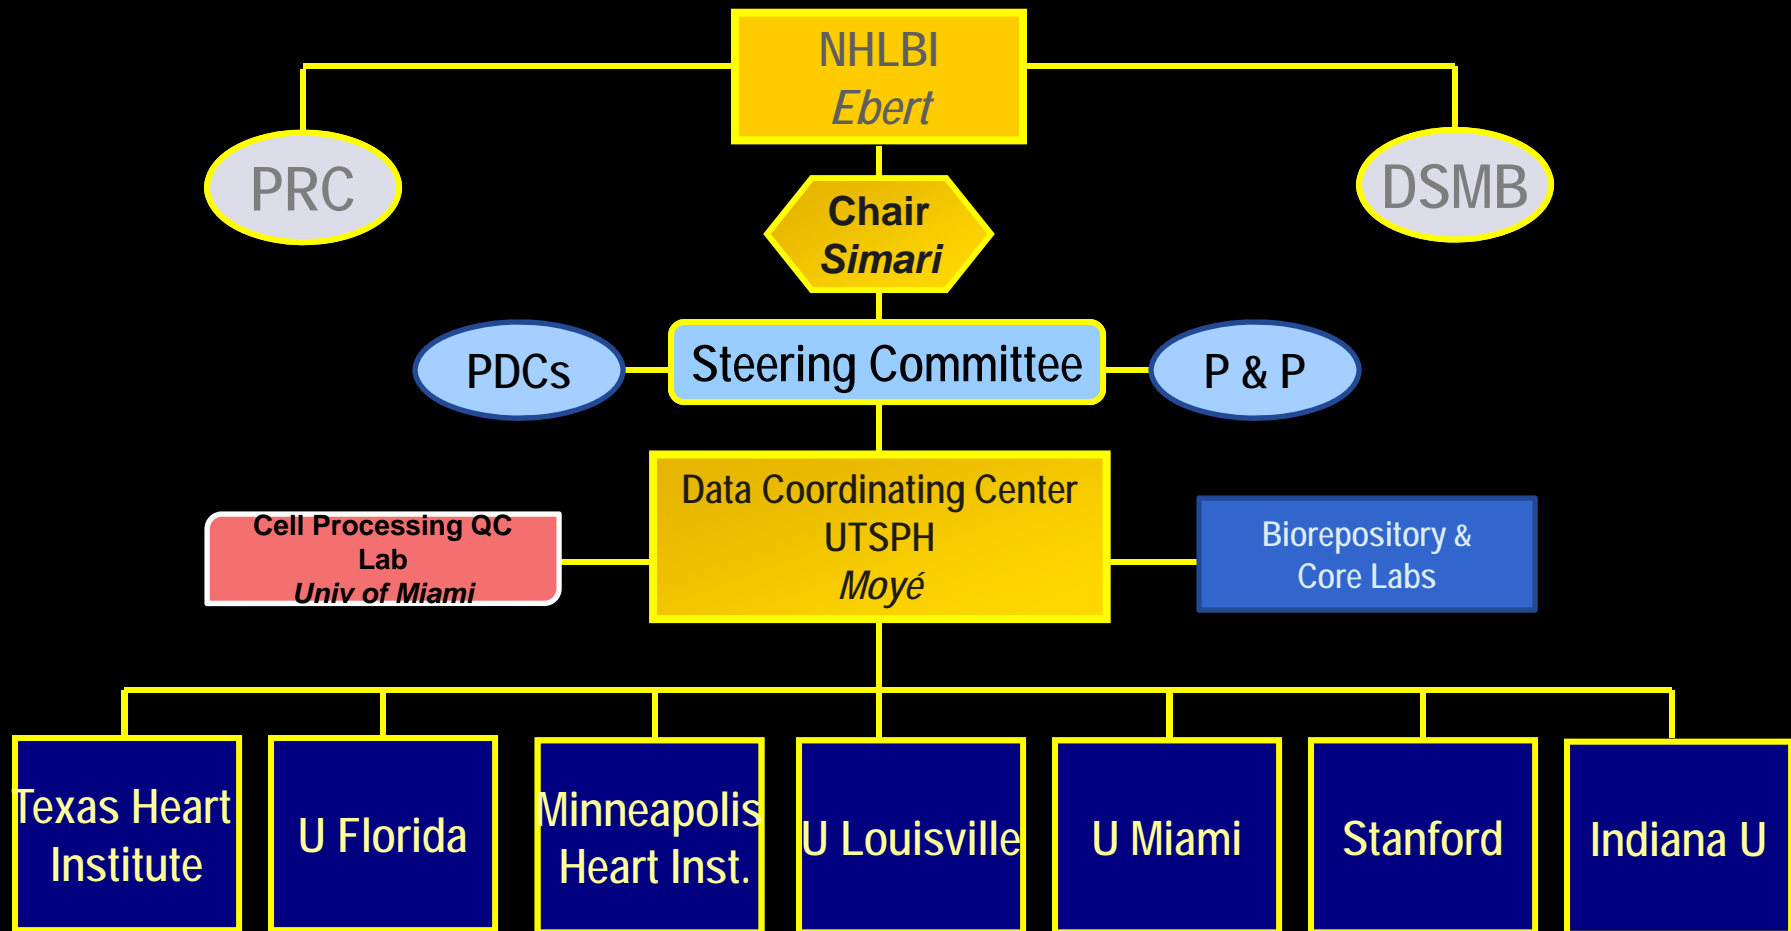 NHLBI
Ebert
PRC
DSMB
Chair
Simari
PDCs
Steering Committee
P & P
Data Coordinating Center
UTSPH
Moyé
Cell Processing QC
Lab
Univ of Miami
Biorepository &
Core Labs
Texas Heart
Institute
U Florida
Minneapolis
Heart Inst.
U Louisville
U Miami
Stanford
Indiana U